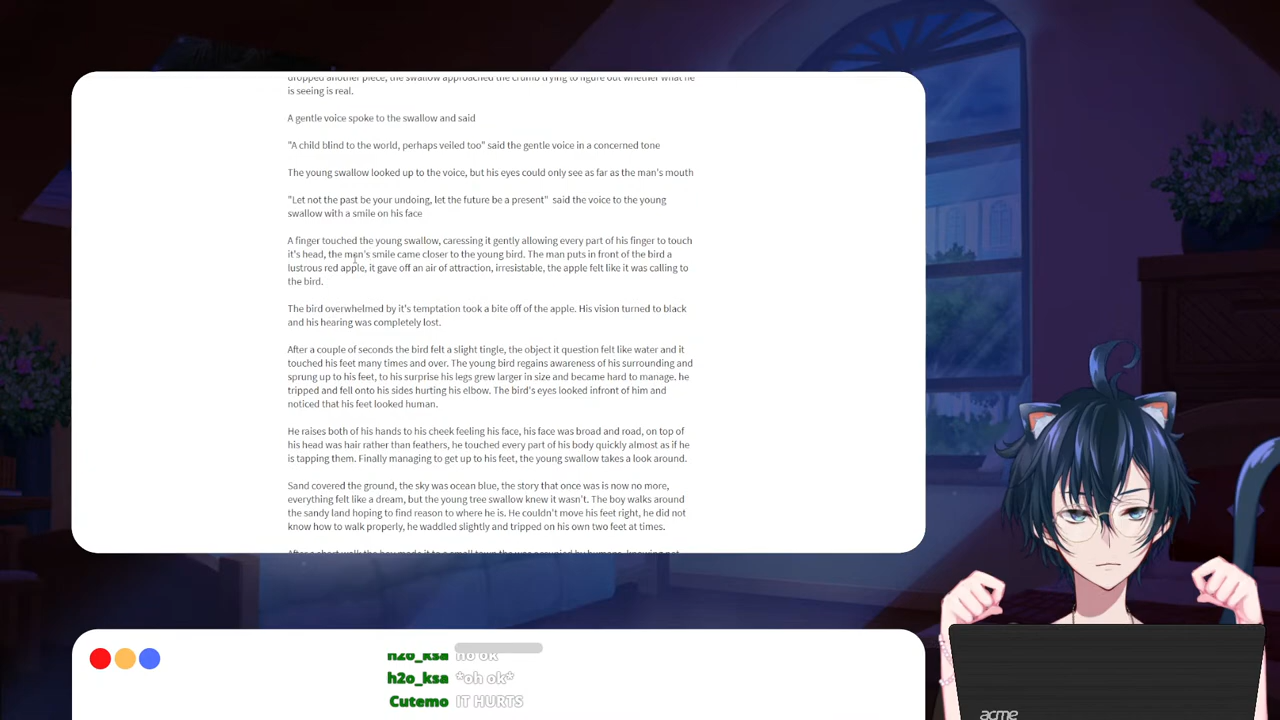 dropped another piece, the swallow approached the crumb trying to figure out whether what he
is seeing is real.
A gentle voice spoke to the swallow and said
"A child blind to the world, perhaps veiled too" said the gentle voice in a concerned tone
The young swallow looked up to the voice, but his eyes could only see as far as the man's mouth
"Let not the past be your undoing, let the future be a present"  said the voice to the young
swallow with a smile on his face
A finger touched the young swallow, caressing it gently allowing every part of his finger to touch
it's head, the man's smile came closer to the young bird. The man puts in front of the bird a
lustrous red apple, it gave off an air of attraction, irresistable, the apple felt like it was calling to
the bird.
The bird overwhelmed by it's temptation took a bite off of the apple. His vision turned to black
and his hearing was completely lost.
After a couple of seconds the bird felt a slight tingle, the object it question felt like water and it
touched his feet many times and over. The young bird regains awareness of his surrounding and
sprung up to his feet, to his surprise his legs grew larger in size and became hard to manage. he
tripped and fell onto his sides hurting his elbow. The bird's eyes looked infront of him and
noticed that his feet looked human.
He raises both of his hands to his cheek feeling his face, his face was broad and road, on top of
his head was hair rather than feathers, he touched every part of his body quickly almost as if he
is tapping them. Finally managing to get up to his feet, the young swallow takes a look around.
Sand covered the ground, the sky was ocean blue, the story that once was is now no more,
everything felt like a dream, but the young tree swallow knew it wasn't. The boy walks around
the sandy land hoping to find reason to where he is. He couldn't move his feet right, he did not
know how to walk properly, he waddled slightly and tripped on his own two feet at times.
After a short walk the boy made it to a small town the was occupied by humans, knowing not
h2o_ksa no ok
h2o_ksa *oh ok*
Cutemo IT HURTS
acme